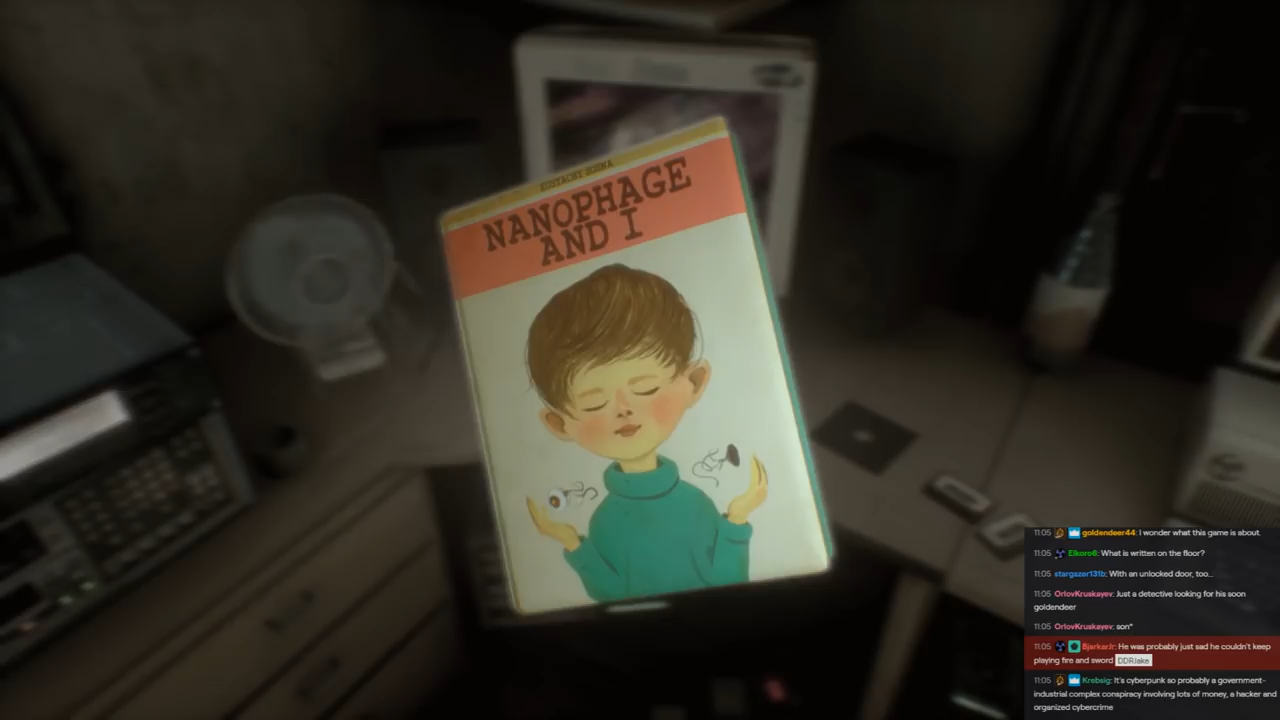 NANOPHAGE
AND I
11:05 goldendeer44: I wonder what this game is about.
11:05 Elkoro8: What is written on the floor?
11:05 stargazer131b: With an unlocked door, too...
11:05 OrlovKruskayev: Just a detective looking for his soon
goldendeer
11:05 OrlovKruskayev: son*
11:05 BjarkarJr: He was probably just sad he couldn't keep
playing fire and sword DDRJake
11:05 Krebsig: It's cyberpunk so probably a government-
industrial complex conspiracy involving lots of money, a hacker and
organized cybercrime